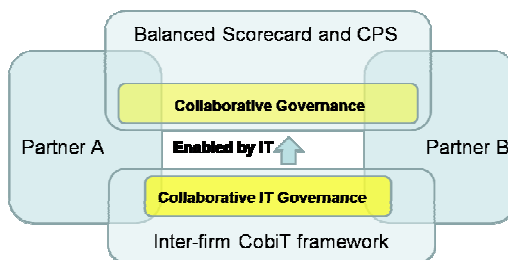 Balanced Scorecard and CPS
Collaborative Governance
Partner A
Enabled by IT
Partner B
Collaborative IT Governance
Inter-firm CobiT framework